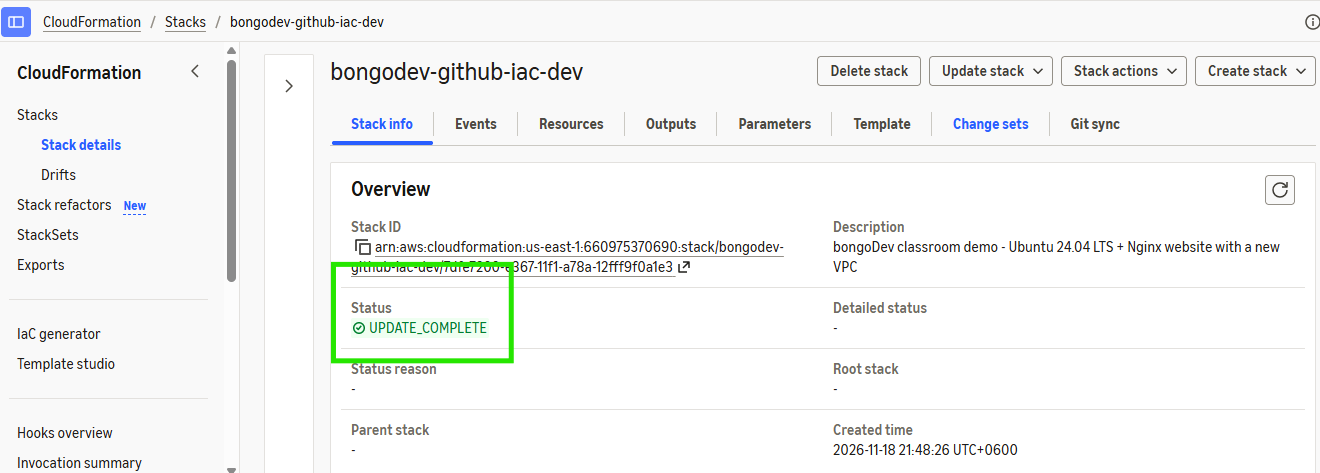 CloudFormation / Stacks / bongodev-github-iac-dev
CloudFormation
Stacks
Stack details
Drifts
Stack refactors New
StackSets
Exports
IaC generator
Template studio
Hooks overview
Invocation summary
bongodev-github-iac-dev
Delete stack
Update stack
Stack actions
Create stack
Stack info
Events
Resources
Outputs
Parameters
Template
Change sets
Git sync
Overview
Stack ID
arn:aws:cloudformation:us-east-1:660975370690:stack/bongodev-
Description
bongoDev classroom demo - Ubuntu 24.04 LTS + Nginx website with a new
VPC
Status
UPDATE_COMPLETE
Detailed status
-
Status reason
-
Root stack
-
Parent stack
-
Created time
2026-11-18 21:48:26 UTC+0600